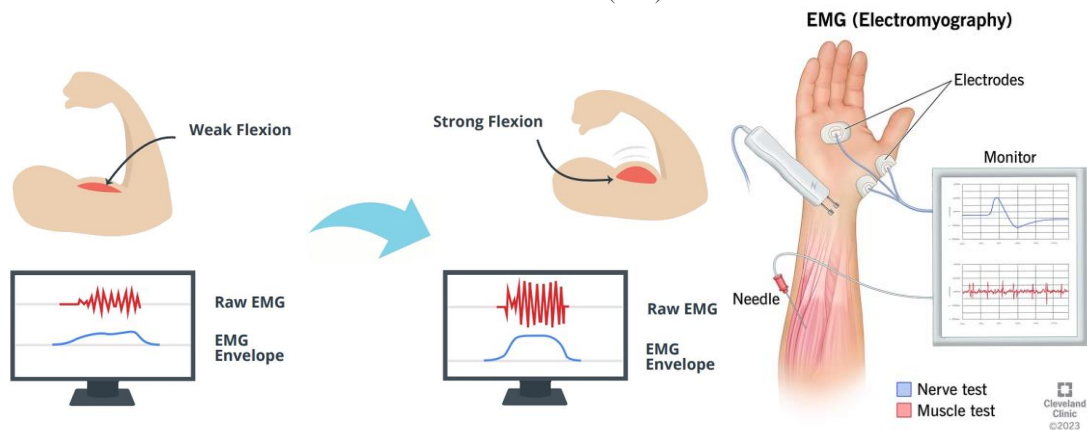 EMG (Electromyography)
Weak Flexion
Raw EMG
EMG
Envelope
Strong Flexion
Raw EMG
EMG
Envelope
Electrodes
Monitor
Needle
Nerve test
Muscle test
Cleveland
Clinic
©2023